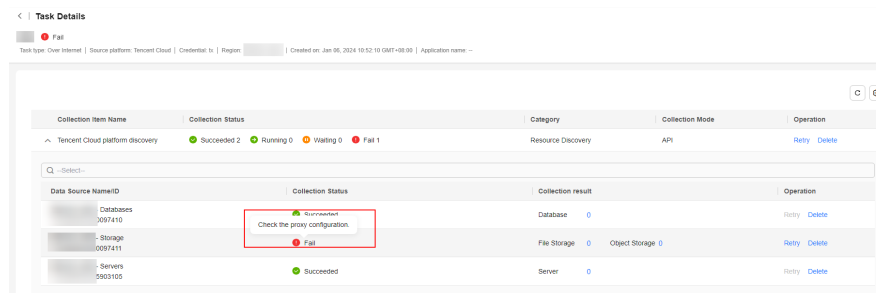 Task Details
Fail
Task type: Over Internet | Source platform: Tencent Cloud | Credential: tx | Region: | Created on: Jan 06, 2024 10:52:10 GMT+08:00 | Application name: --
Collection Item Name Collection Status Category Collection Mode Operation
Tencent Cloud platform discovery Succeeded 2 Running 0 Waiting 0 Fail 1 Resource Discovery API Retry Delete
--Select--
Data Source Name/ID Collection Status Collection result Operation
Databases
0097410 Succeeded Database 0 Retry Delete
Check the proxy configuration.
- Storage
0097411 Fail File Storage 0 Object Storage 0 Retry Delete
- Servers
5903105 Succeeded Server 0 Retry Delete